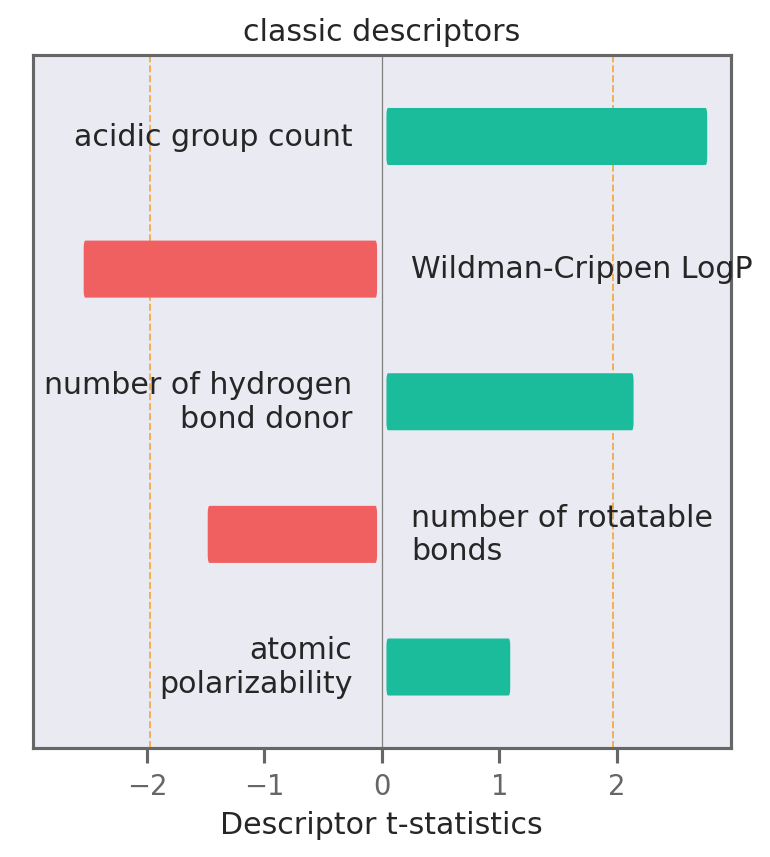 classic descriptors
acidic group count
Wildman-Crippen LogP
number of hydrogen
bond donor
number of rotatable
bonds
atomic
polarizability
−2 −1 0 1 2
Descriptor t-statistics